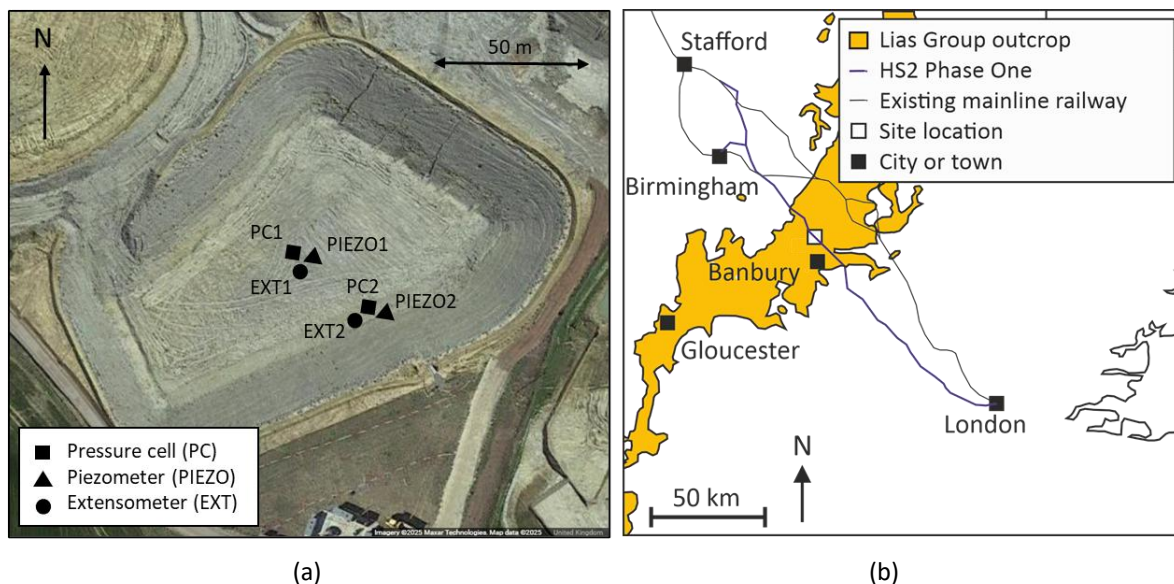 N
50 m
PC1
PIEZO1
EXT1
PC2
PIEZO2
EXT2
Pressure cell (PC)
Piezometer (PIEZO)
Extensometer (EXT)
Imagery ©2025 Maxar Technologies. Map data ©2025
United Kingdom
(a)
Stafford
Birmingham
Banbury
Gloucester
London
Lias Group outcrop
HS2 Phase One
Existing mainline railway
Site location
City or town
N
50 km
(b)